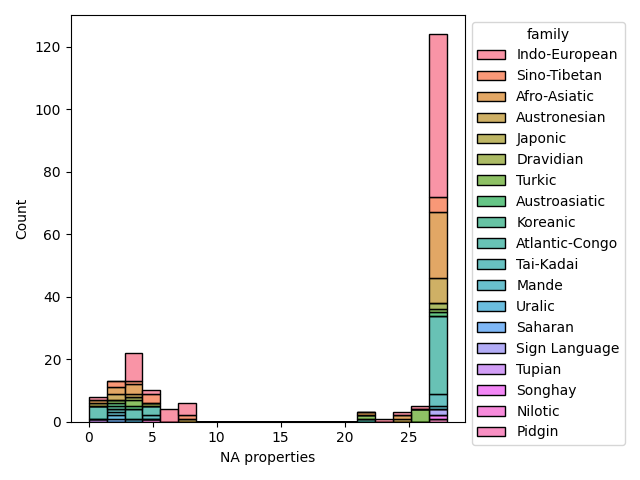 120
100
80
60
40
20
0
Count
0 5 10 15 20 25
NA properties
family
Indo-European
Sino-Tibetan
Afro-Asiatic
Austronesian
Japonic
Dravidian
Turkic
Austroasiatic
Koreanic
Atlantic-Congo
Tai-Kadai
Mande
Uralic
Saharan
Sign Language
Tupian
Songhay
Nilotic
Pidgin